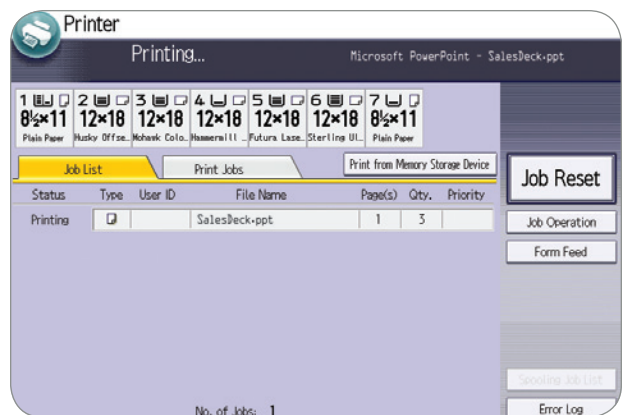 Printer
Printing... Microsoft PowerPoint - SalesDeck.ppt
1 2 3 4 5 6 7
8½×11 12×18 12×18 12×18 12×18 12×18 8½×11
Plain Paper Husky Offse... Mohawk Colo... Hammermill ... Futura Lase... Sterling Ul... Plain Paper
Job List Print Jobs Print from Memory Storage Device
Job Reset
Status Type User ID File Name Page(s) Qty. Priority
Printing SalesDeck.ppt 1 3
Job Operation
Form Feed
Spooling Job List
No. of Jobs: 1
Error Log